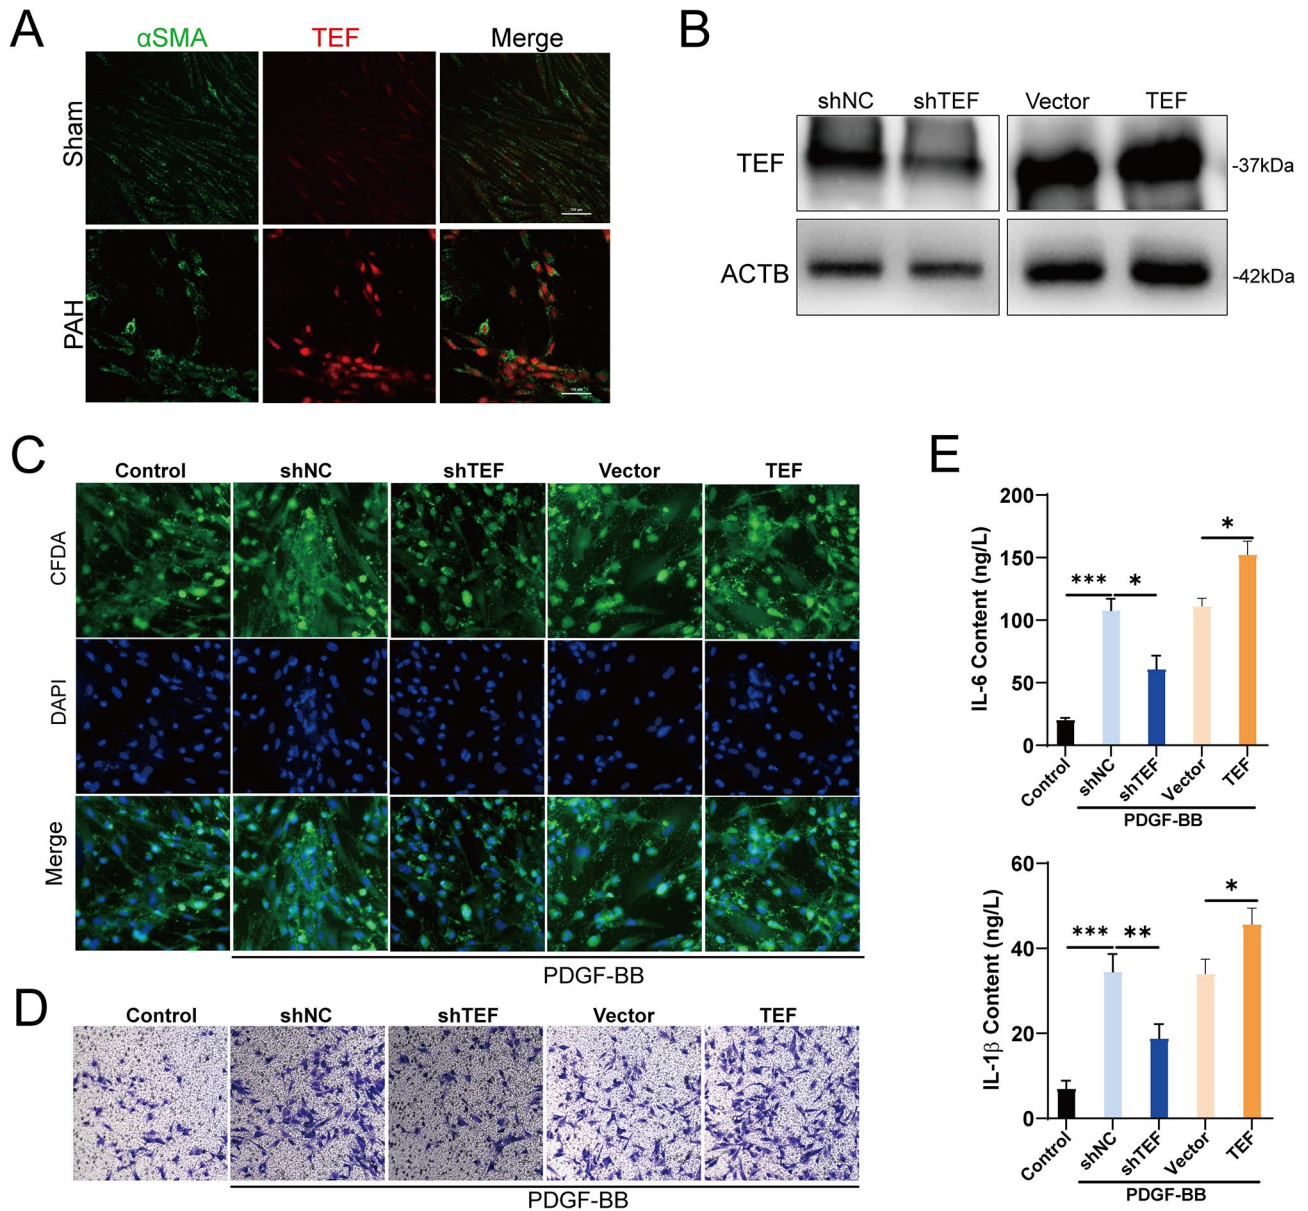 A
αSMA TEF Merge
Sham
PAH
B
shNC shTEF Vector TEF
TEF
-37kDa
ACTB
-42kDa
C
Control shNC shTEF Vector TEF
CFDA
DAPI
Merge
PDGF-BB
D
Control shNC shTEF Vector TEF
PDGF-BB
E
IL-6 Content (ng/L)
200
150
100
50
0
*** * *
Control shNC shTEF Vector TEF
PDGF-BB
IL-1β Content (ng/L)
60
40
20
0
*** ** *
Control shNC shTEF Vector TEF
PDGF-BB